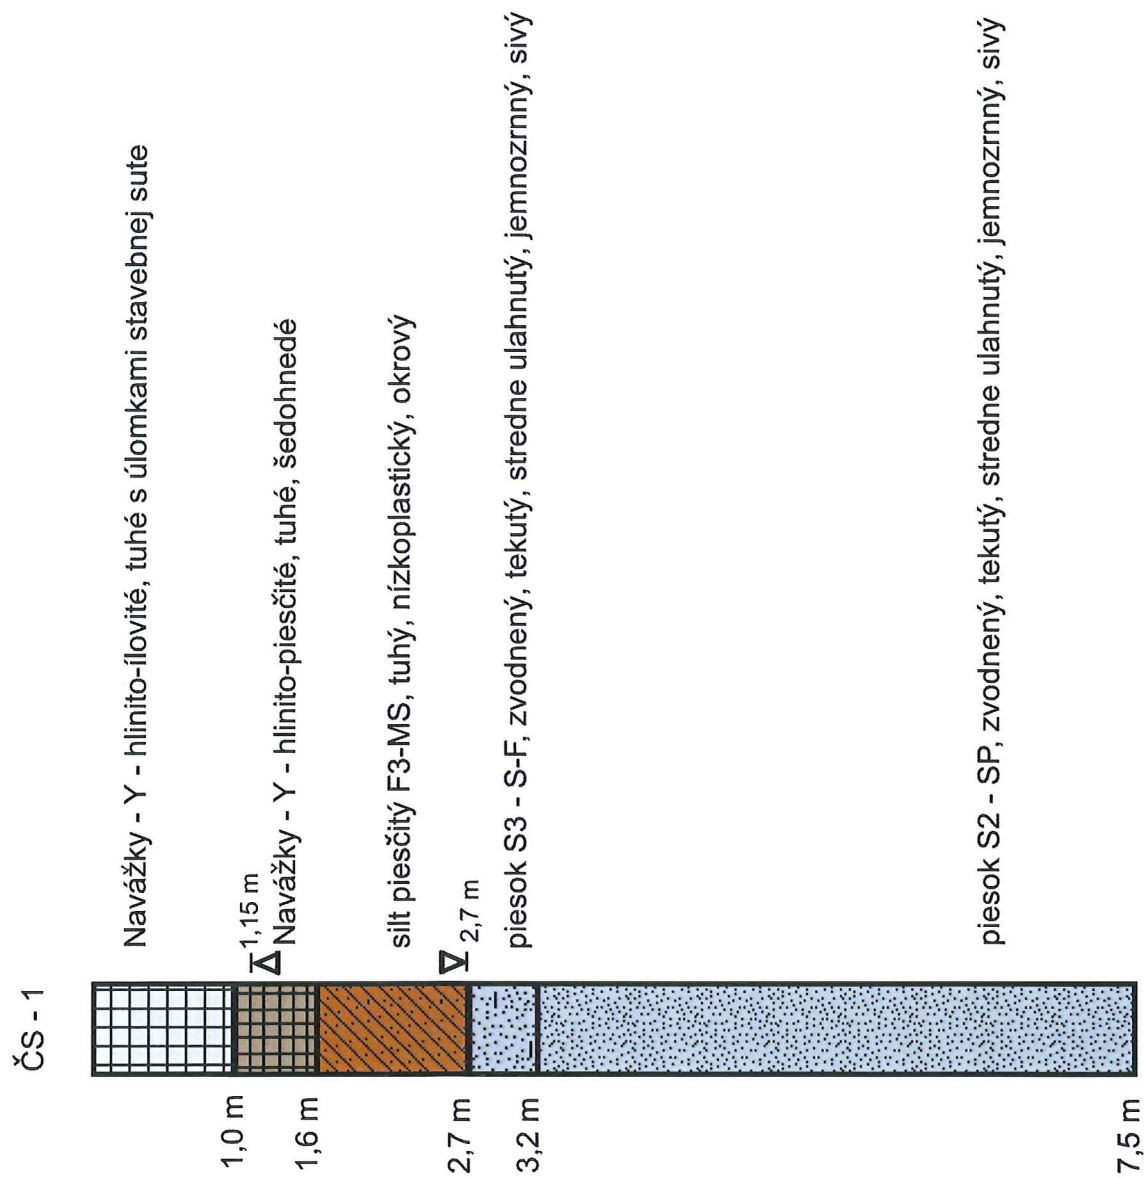 ČS - 1
Navážky - Y - hlinito-ílovité, tuhé s úlomkami stavebnej sute
1,0 m
1,15 m
Navážky - Y - hlinito-piesčité, tuhé, šedohnedé
1,6 m
silt piesčitý F3-MS, tuhý, nízkoplastický, okrový
2,7 m
2,7 m
piesok S3 - S-F, zvodnený, tekutý, stredne ulahnutý, jemnozrnný, sivý
3,2 m
piesok S2 - SP, zvodnený, tekutý, stredne ulahnutý, jemnozrnný, sivý
7,5 m